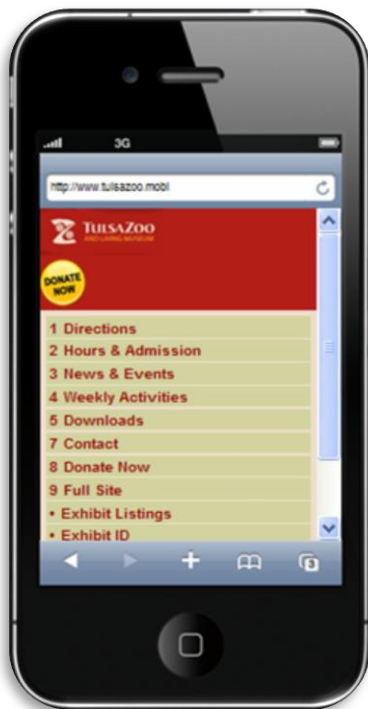 3G
http://www.tulsazoo.mobi
TULSAZOO
AND LIVING MUSEUM
DONATE
NOW
1 Directions
2 Hours & Admission
3 News & Events
4 Weekly Activities
5 Downloads
7 Contact
8 Donate Now
9 Full Site
• Exhibit Listings
• Exhibit ID
3